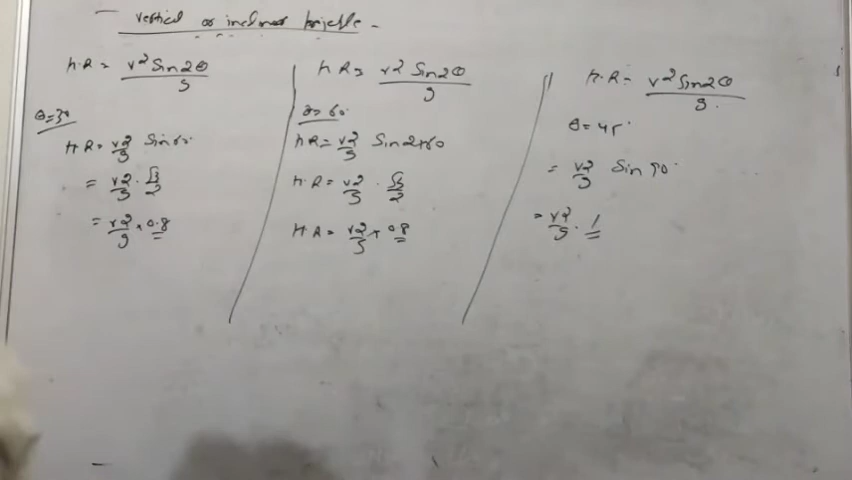 vertical or inclined projectile -
H.R = v² Sin2θ / g
θ=30
H R = v²/g Sin60
= v²/g . √3/2
= v²/g × 0.8
H R = v² Sin2θ / g
θ = 60
H R = v²/g Sin2×60
H.R = v²/g . √3/2
H R = v²/g × 0.8
H.R = v² Sin2θ / g.
θ = 45°
= v²/g Sin 90°
= v²/g . 1